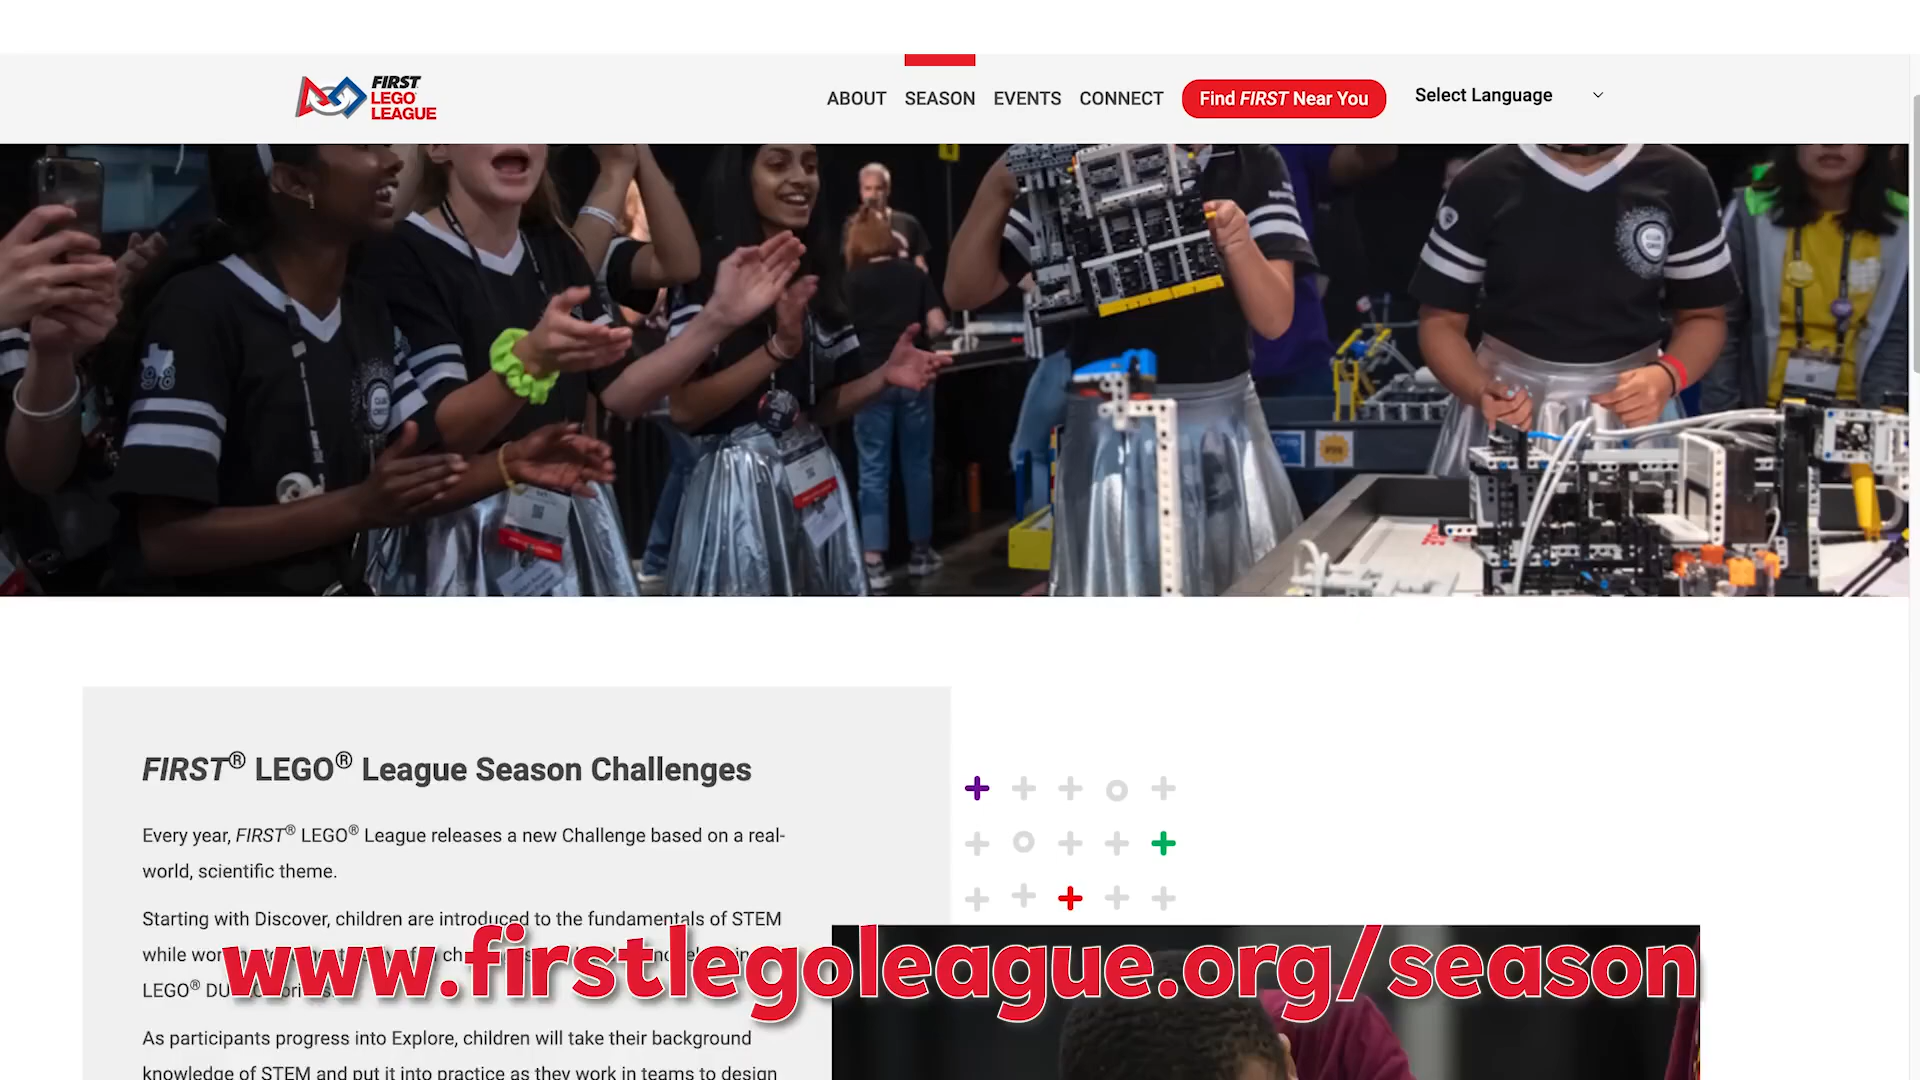 FIRST
LEGO
LEAGUE
ABOUT SEASON EVENTS CONNECT Find FIRST Near You Select Language
98
FIRST® LEGO® League Season Challenges
Every year, FIRST® LEGO® League releases a new Challenge based on a real-
world, scientific theme.
Starting with Discover, children are introduced to the fundamentals of STEM
while
LEGO®
www.firstlegoleague.org/season
As participants progress into Explore, children will take their background
knowledge of STEM and put it into practice as they work in teams to design